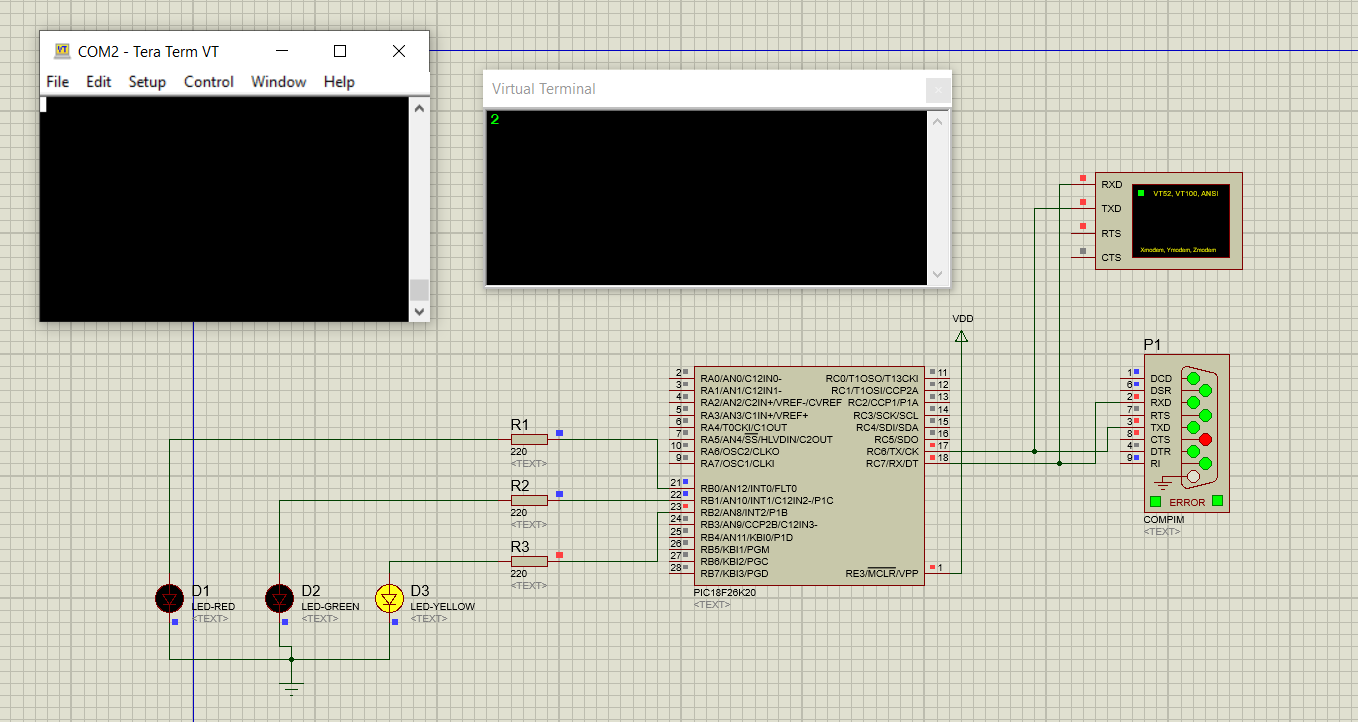 COM2 - Tera Term VT
File Edit Setup Control Window Help
Virtual Terminal
2
RXD
TXD
RTS
CTS
VT52, VT100, ANSI
Xmodem, Ymodem, Zmodem
VDD
P1
1 DCD
6 DSR
2 RXD
7 RTS
3 TXD
8 CTS
4 DTR
9 RI
ERROR
COMPIM
<TEXT>
2 RA0/AN0/C12IN0- RC0/T1OSO/T13CKI 11
3 RA1/AN1/C12IN1- RC1/T1OSI/CCP2A 12
4 RA2/AN2/C2IN+/VREF-/CVREF RC2/CCP1/P1A 13
5 RA3/AN3/C1IN+/VREF+ RC3/SCK/SCL 14
6 RA4/T0CKI/C1OUT RC4/SDI/SDA 15
7 RA5/AN4/SS/HLVDIN/C2OUT RC5/SDO 16
10 RA6/OSC2/CLKO RC6/TX/CK 17
9 RA7/OSC1/CLKI RC7/RX/DT 18
21 RB0/AN12/INT0/FLT0
22 RB1/AN10/INT1/C12IN2-/P1C
23 RB2/AN8/INT2/P1B
24 RB3/AN9/CCP2B/C12IN3-
25 RB4/AN11/KBI0/P1D
26 RB5/KBI1/PGM
27 RB6/KBI2/PGC
28 RB7/KBI3/PGD RE3/MCLR/VPP 1
PIC18F26K20
<TEXT>
R1
220
<TEXT>
R2
220
<TEXT>
R3
220
<TEXT>
D1
LED-RED
<TEXT>
D2
LED-GREEN
<TEXT>
D3
LED-YELLOW
<TEXT>